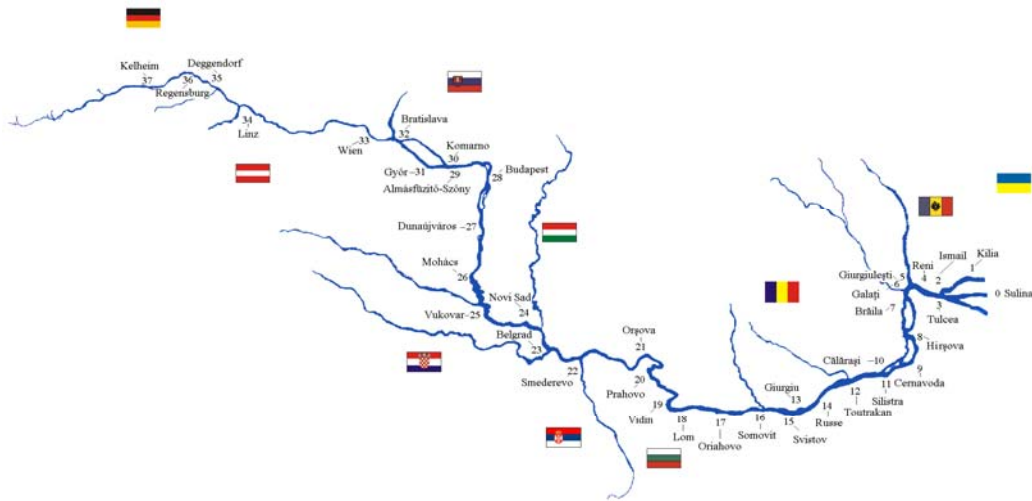 Kelheim
37
Regensburg
36
Deggendorf
35
34
Linz
Wien
33
Bratislava
32
Győr –31
Komarno
30
29
Almásfüzitő-Szőny
Budapest
28
Dunaújváros –27
Mohács
26
Vukovar–25
Novi Sad
24
Belgrad
23
Smederevo
22
Orşova
21
20
Prahovo
Vidin
19
18
Lom
17
Oriahovo
16
Somovit
15
Svistov
Giurgiu
13
14
Russe
12
Toutrakan
11
Silistra
Călăraşi –10
9
Cernavoda
8
Hîrşova
Brăila
7
Galaţi
6
Giurgiuleşti
5
Reni
4
Ismail
2
3
Tulcea
Kilia
1
0 Sulina